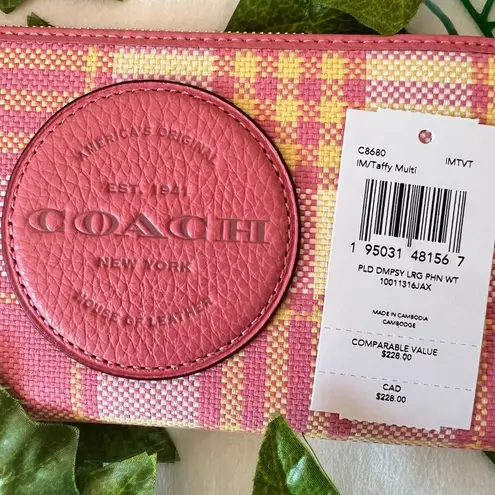 AMERICA'S ORIGINAL
EST. 1941
COACH
NEW YORK
HOUSE OF LEATHER
C8680 IMTVT
IM/Taffy Multi
1 95031 48156 7
PLD DMPSY LRG PHN WT
10011316JAX
MADE IN CAMBODIA
CAMBODGE
COMPARABLE VALUE
$228.00
CAD
$228.00